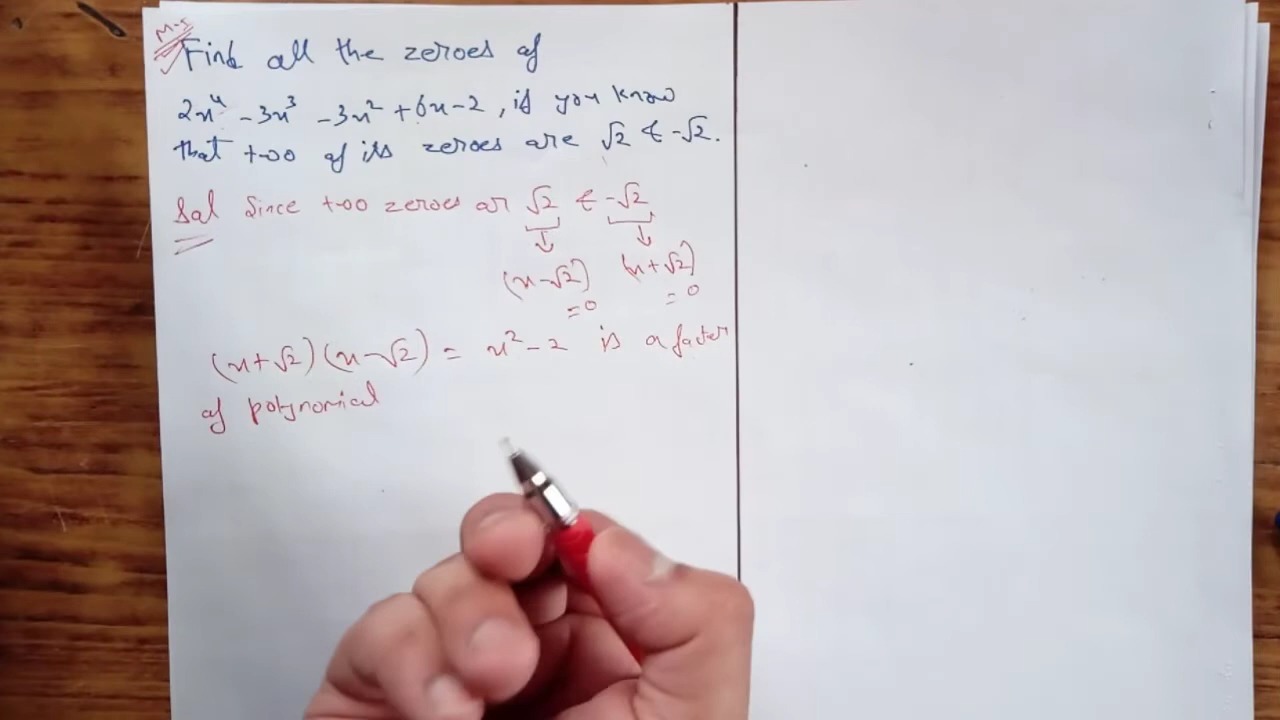 M-5
Find all the zeroes of
2x⁴ - 3x³ - 3x² + 6x - 2, if you know
that two of its zeroes are √2 & -√2.
Sol Since two zeroes are √2 & -√2
(x-√2) (x+√2)
=0 =0
(x+√2)(x-√2) = x² - 2 is a factor
of polynomial